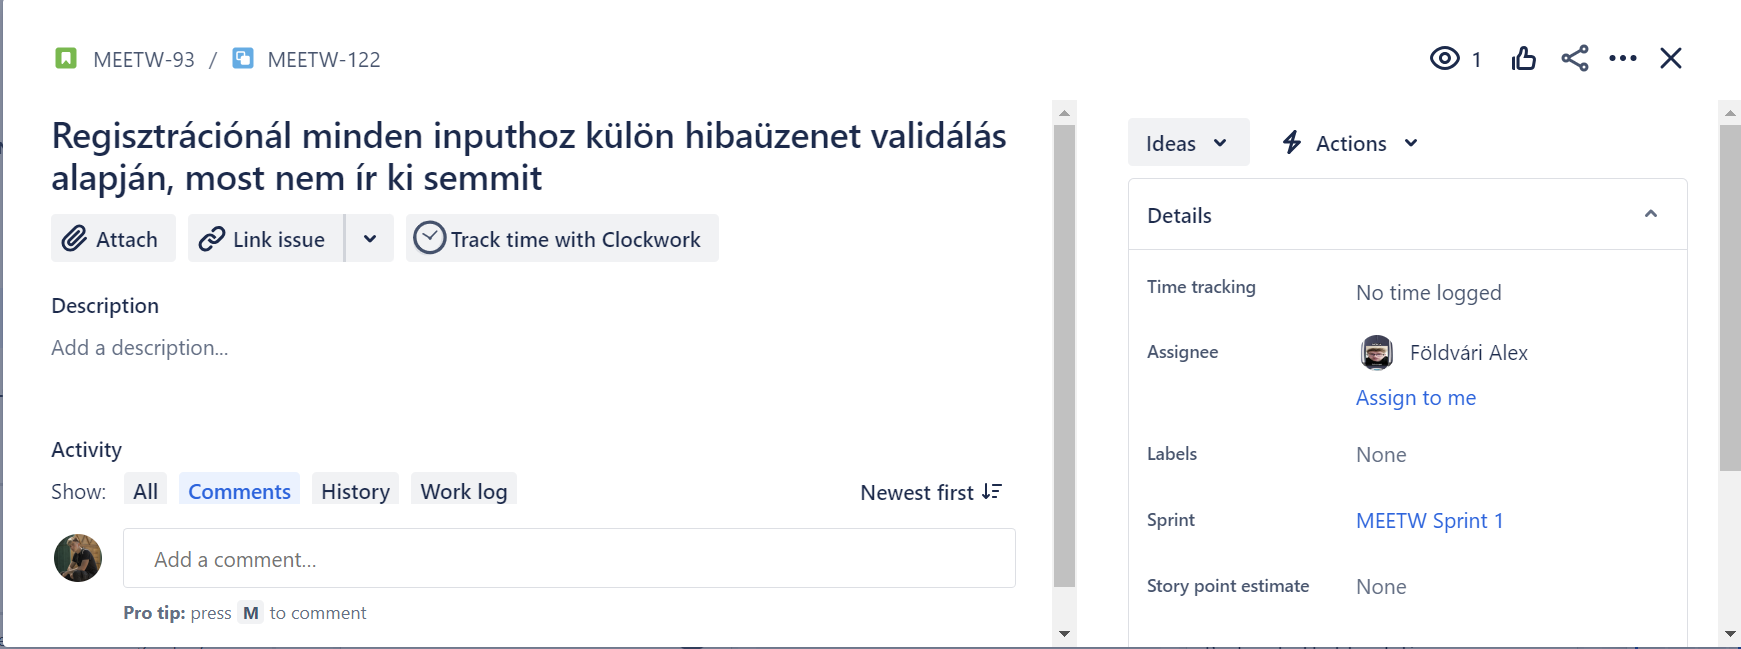 MEETW-93 / MEETW-122
1
Regisztrációnál minden inputhoz külön hibaüzenet validálás
alapján, most nem ír ki semmit
Attach
Link issue
Track time with Clockwork
Description
Add a description...
Activity
Show: All Comments History Work log
Newest first
Add a comment...
Pro tip: press M to comment
Ideas
Actions
Details
Time tracking
No time logged
Assignee
Földvári Alex
Assign to me
Labels
None
Sprint
MEETW Sprint 1
Story point estimate
None